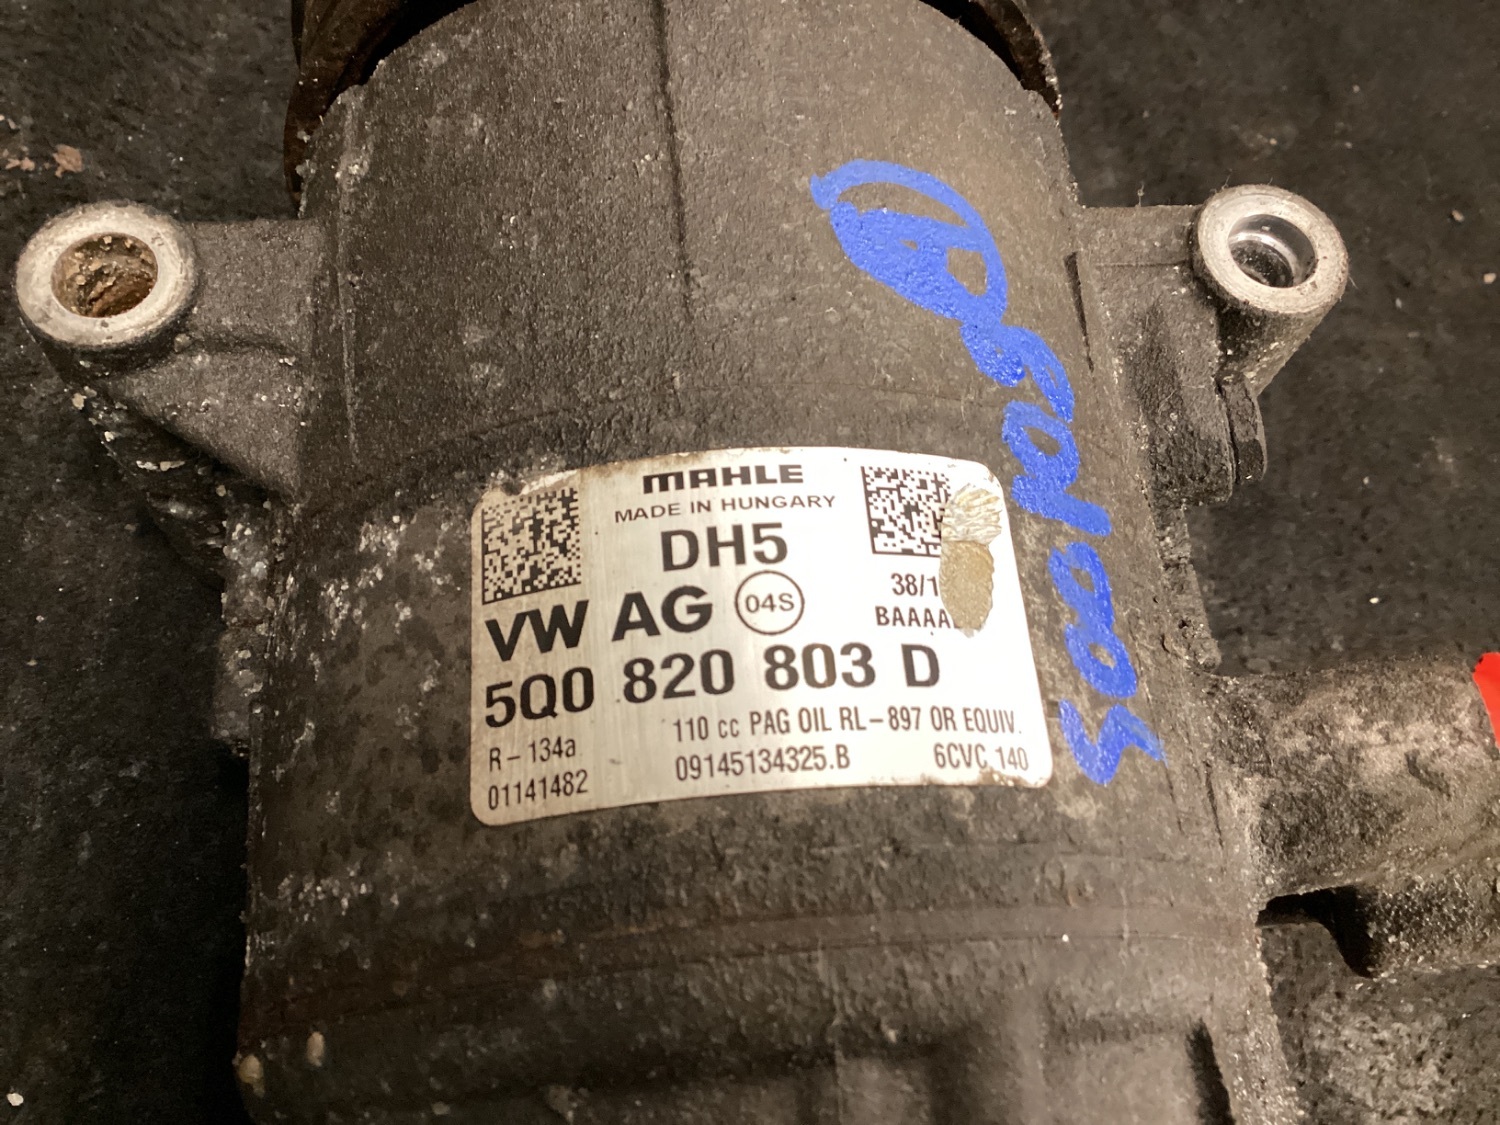 MAHLE
MADE IN HUNGARY
DH5
VW AG 04S
38/1
5Q0 820 803 D
110 cc PAG OIL RL-897 OR EQUIV.
R-134a
09145134325.B 6CVC 140
01141482